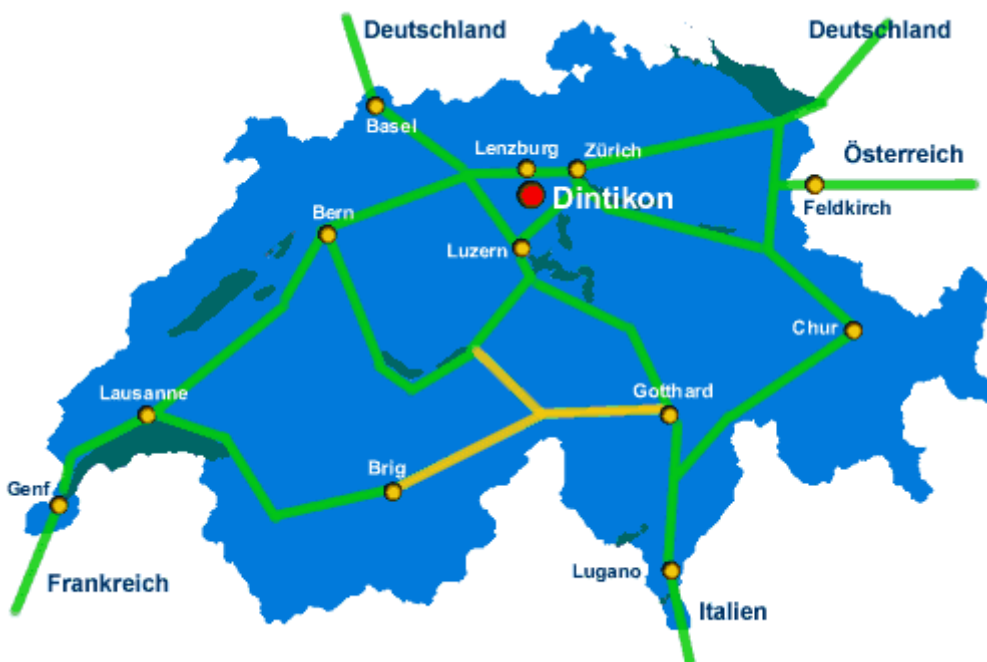 Deutschland
Deutschland
Basel
Lenzburg
Zürich
Österreich
Dintikon
Feldkirch
Bern
Luzern
Chur
Lausanne
Gotthard
Brig
Genf
Lugano
Frankreich
Italien